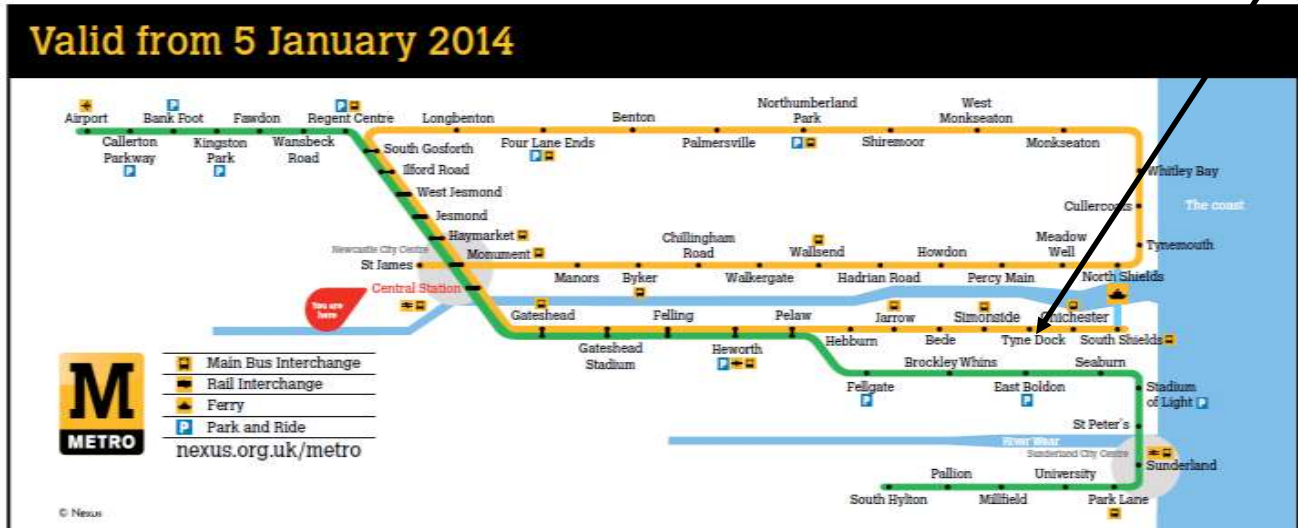 Valid from 5 January 2014
Airport
Bank Foot
Fawdon
Regent Centre
Longbenton
Benton
Northumberland
Park
West
Monkseaton
Callerton
Parkway
Kingston
Park
Wansbeck
Road
South Gosforth
Four Lane Ends
Palmersville
Shiremoor
Monkseaton
Ilford Road
West Jesmond
Jesmond
Haymarket
Monument
Newcastle City Centre
St James
Central Station
You are
here
Whitley Bay
Cullercoats
The coast
Tynemouth
Chillingham
Road
Wallsend
Howdon
Meadow
Well
Manors
Byker
Walkergate
Hadrian Road
Percy Main
North Shields
Gateshead
Felling
Pelaw
Jarrow
Simonside
Chichester
Gateshead
Stadium
Heworth
Hebburn
Bede
Tyne Dock
South Shields
Brockley Whins
Seaburn
Fellgate
East Boldon
Stadium
of Light
St Peter's
River Wear
Sunderland City Centre
Sunderland
Pallion
University
South Hylton
Millfield
Park Lane
M
METRO
Main Bus Interchange
Rail Interchange
Ferry
P Park and Ride
nexus.org.uk/metro
© Nexus